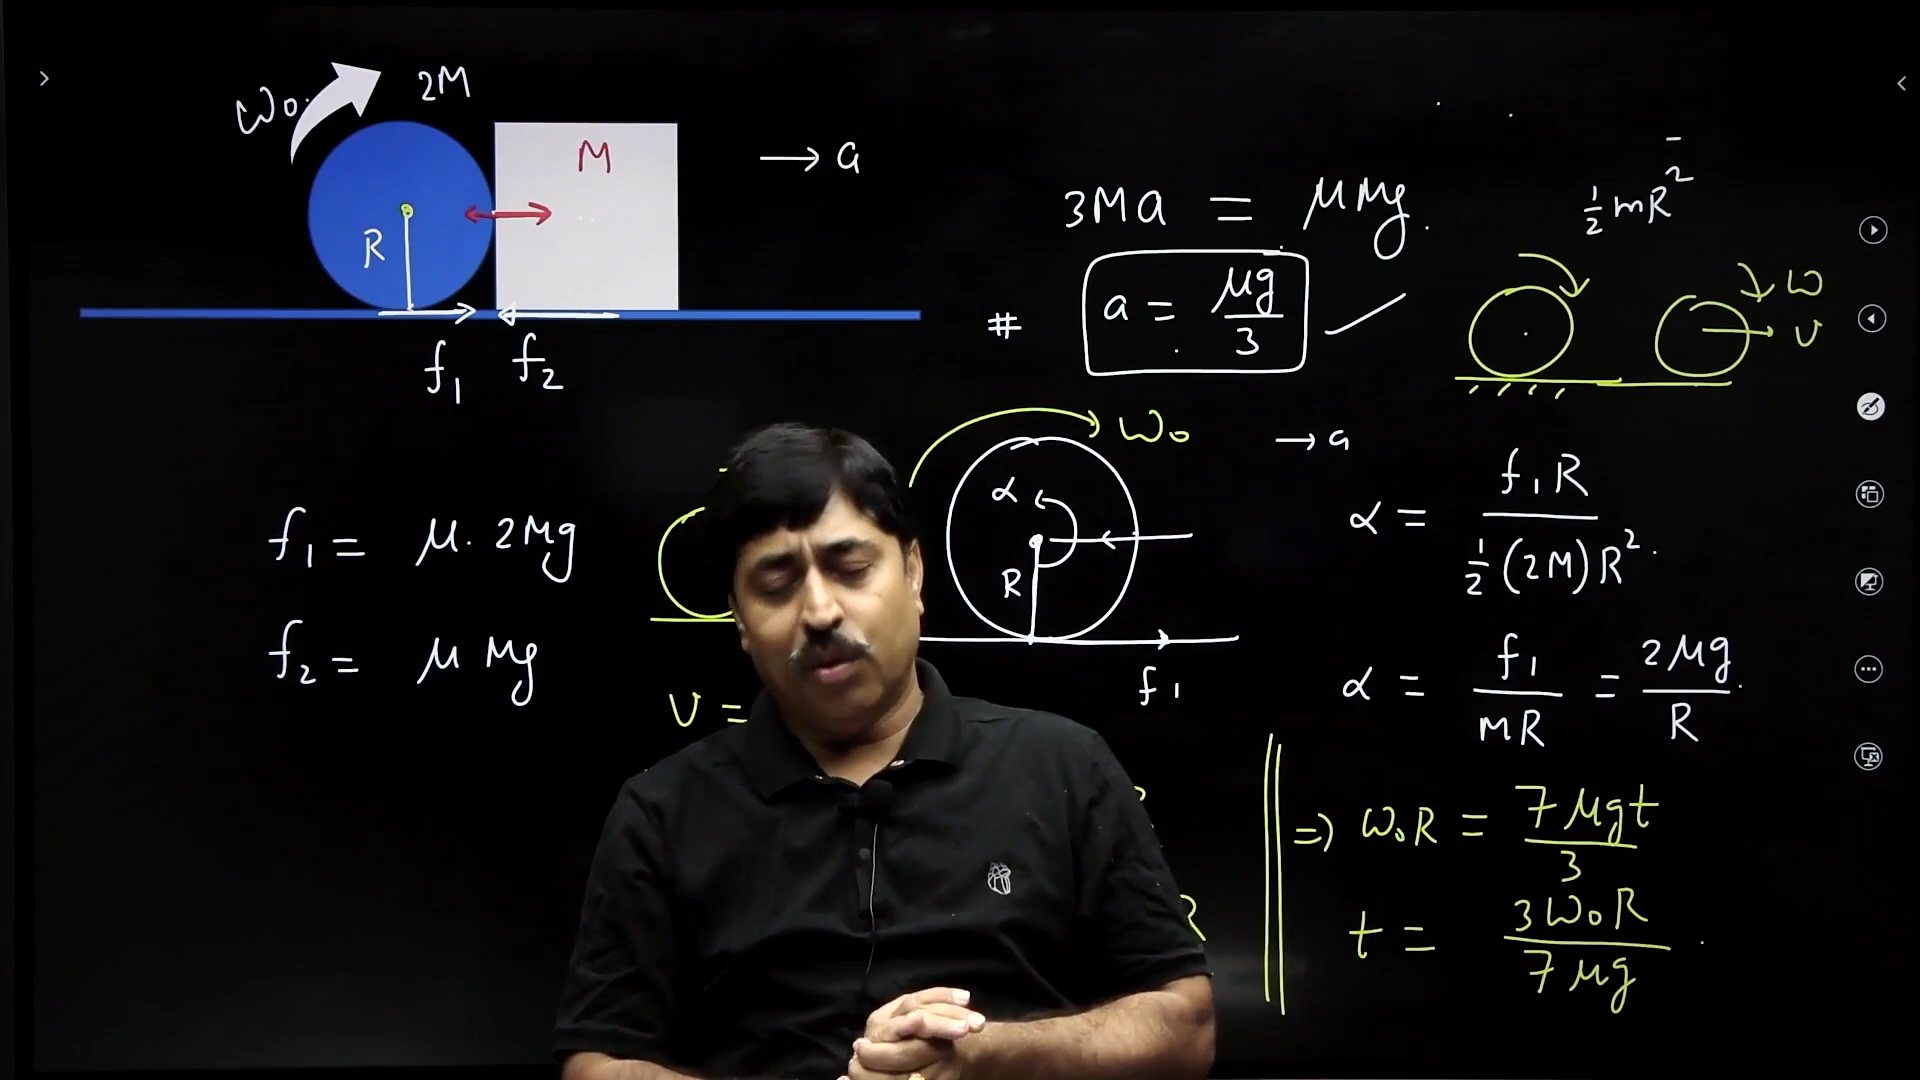 ω₀
2M
M
→ a
R
f₁ f₂
f₁ = μ. 2Mg
f₂ = μ Mg
3Ma = μMg.
# a = μg/3
½mR²
ω
v
ω₀
→ a
α
R
f₁
v =
α = f₁R / ½(2M)R².
α = f₁/MR = 2μg/R.
⇒ ω₀R = 7μgt/3
t = 3ω₀R/7μg.